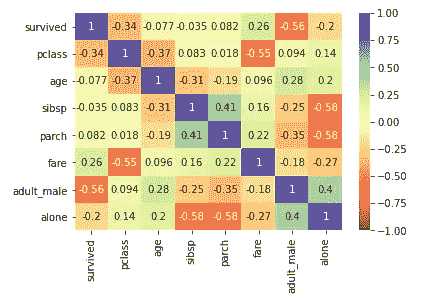 survived 1 -0.34 -0.077 -0.035 0.082 0.26 -0.56 -0.2
pclass -0.34 1 -0.37 0.083 0.018 -0.55 0.094 0.14
age -0.077 -0.37 1 -0.31 -0.19 0.096 0.28 0.2
sibsp -0.035 0.083 -0.31 1 0.41 0.16 -0.25 -0.58
parch 0.082 0.018 -0.19 0.41 1 0.22 -0.35 -0.58
fare 0.26 -0.55 0.096 0.16 0.22 1 -0.18 -0.27
adult_male -0.56 0.094 0.28 -0.25 -0.35 -0.18 1 0.4
alone -0.2 0.14 0.2 -0.58 -0.58 -0.27 0.4 1
survived pclass age sibsp parch fare adult_male alone
1.00
0.75
0.50
0.25
0.00
-0.25
-0.50
-0.75
-1.00